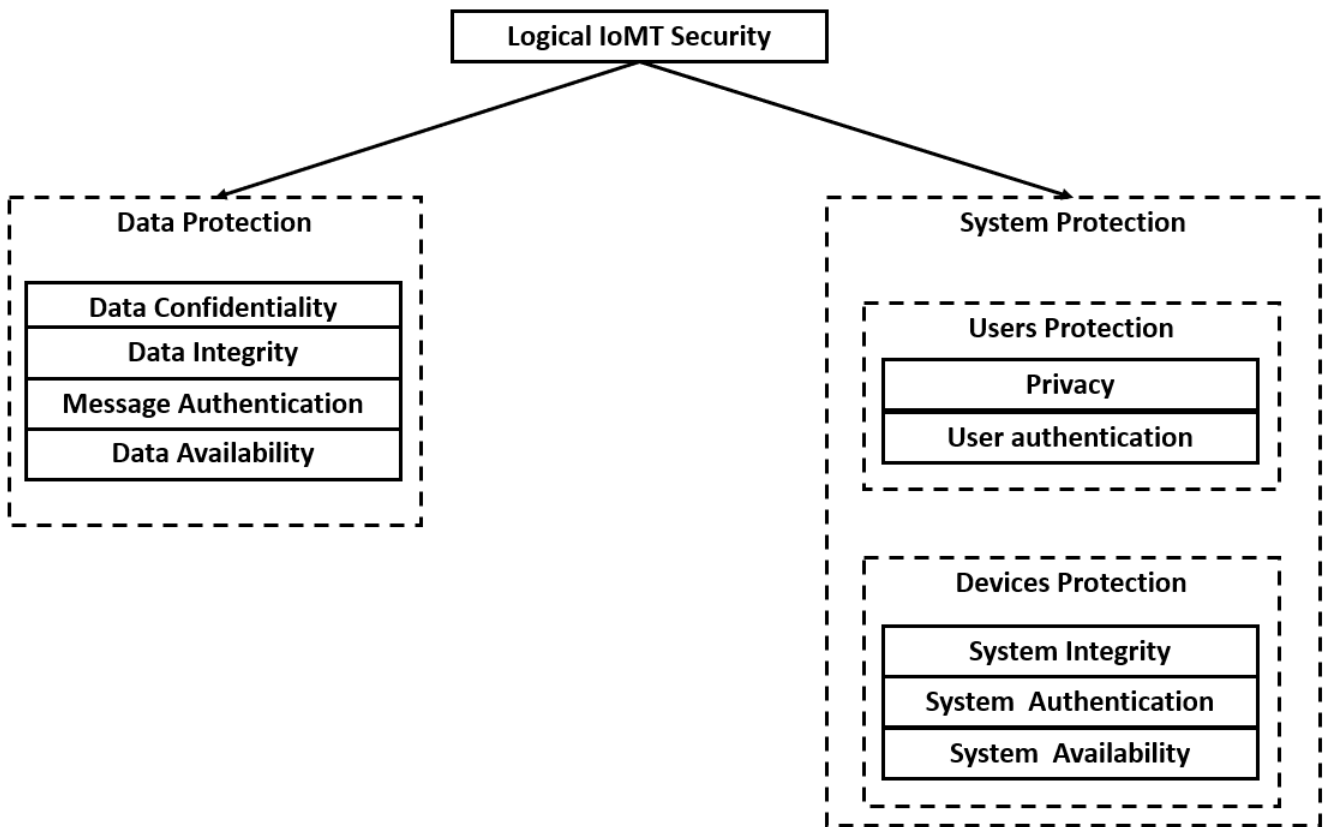 Logical IoMT Security
Data Protection
Data Confidentiality
Data Integrity
Message Authentication
Data Availability
System Protection
Users Protection
Privacy
User authentication
Devices Protection
System Integrity
System  Authentication
System  Availability